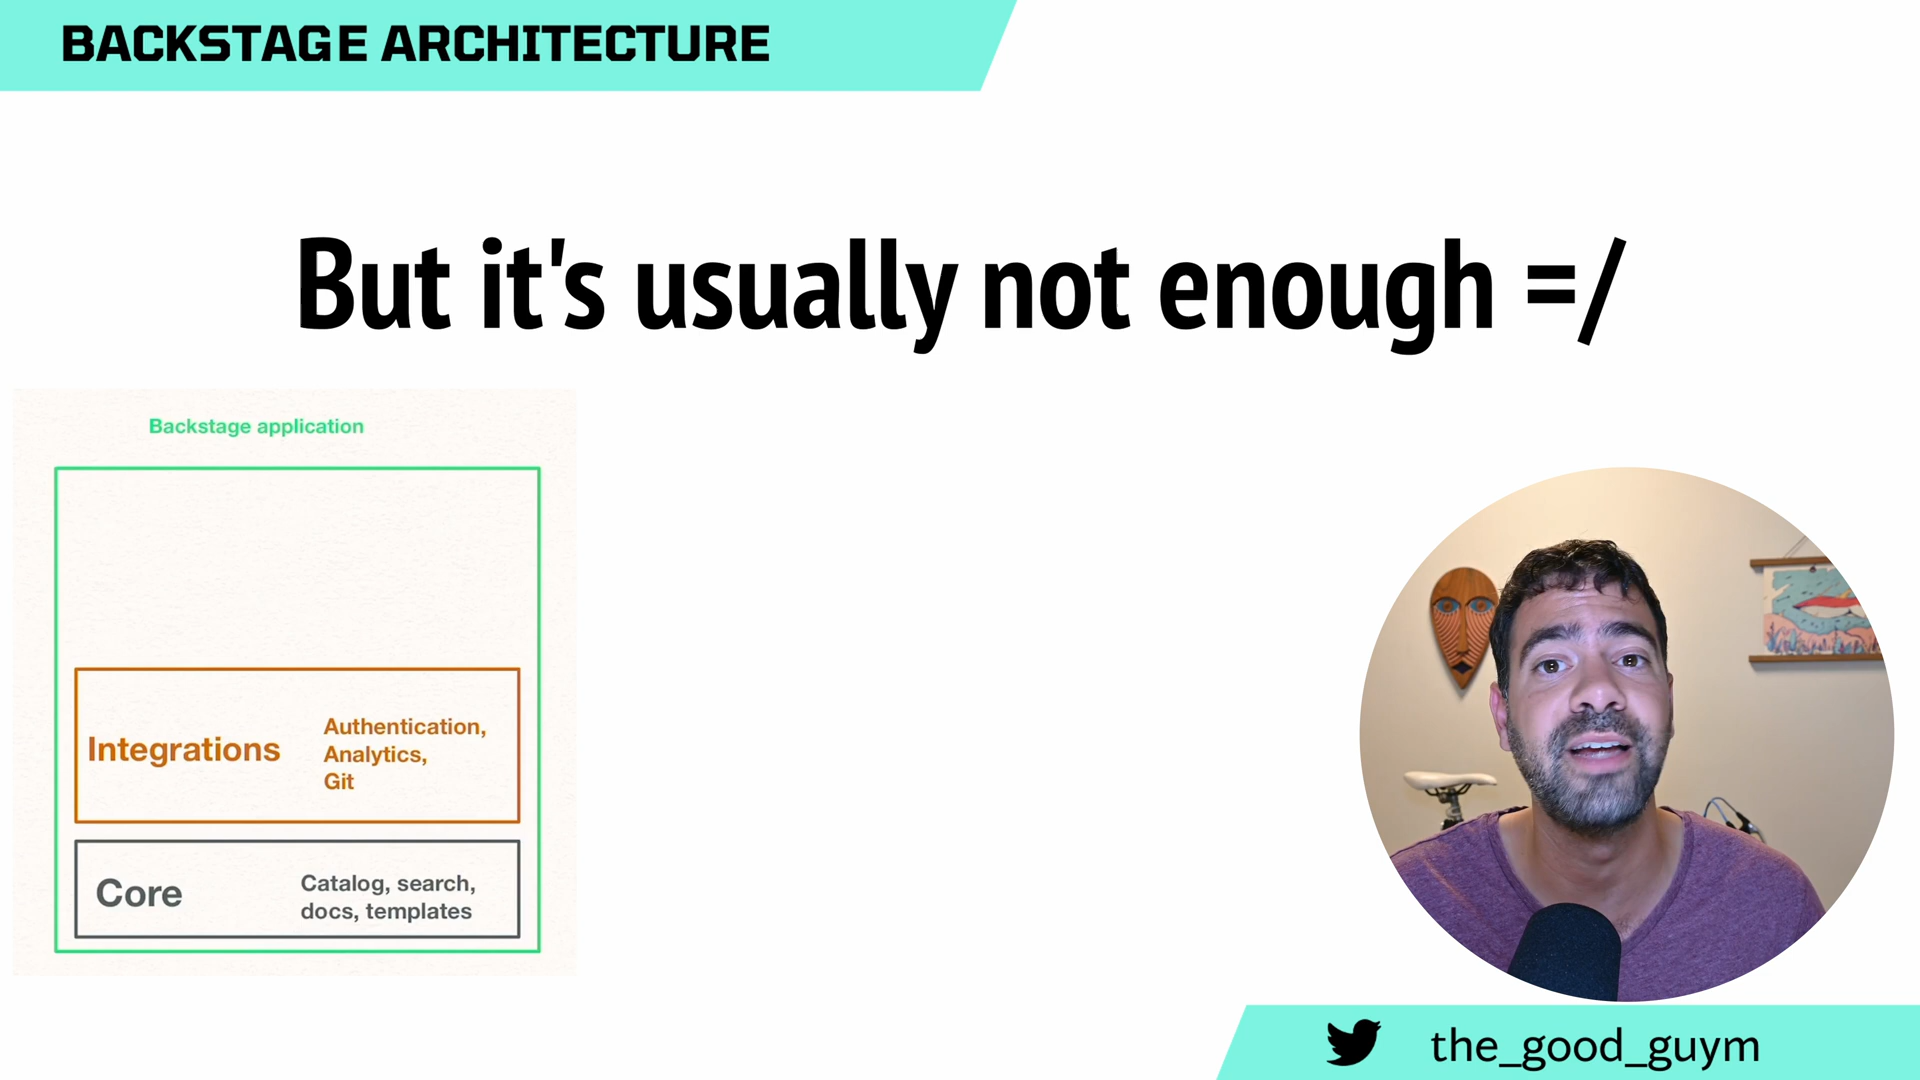 BACKSTAGE ARCHITECTURE
But it's usually not enough =/
Backstage application
Integrations
Authentication,
Analytics,
Git
Core
Catalog, search,
docs, templates
the_good_guym